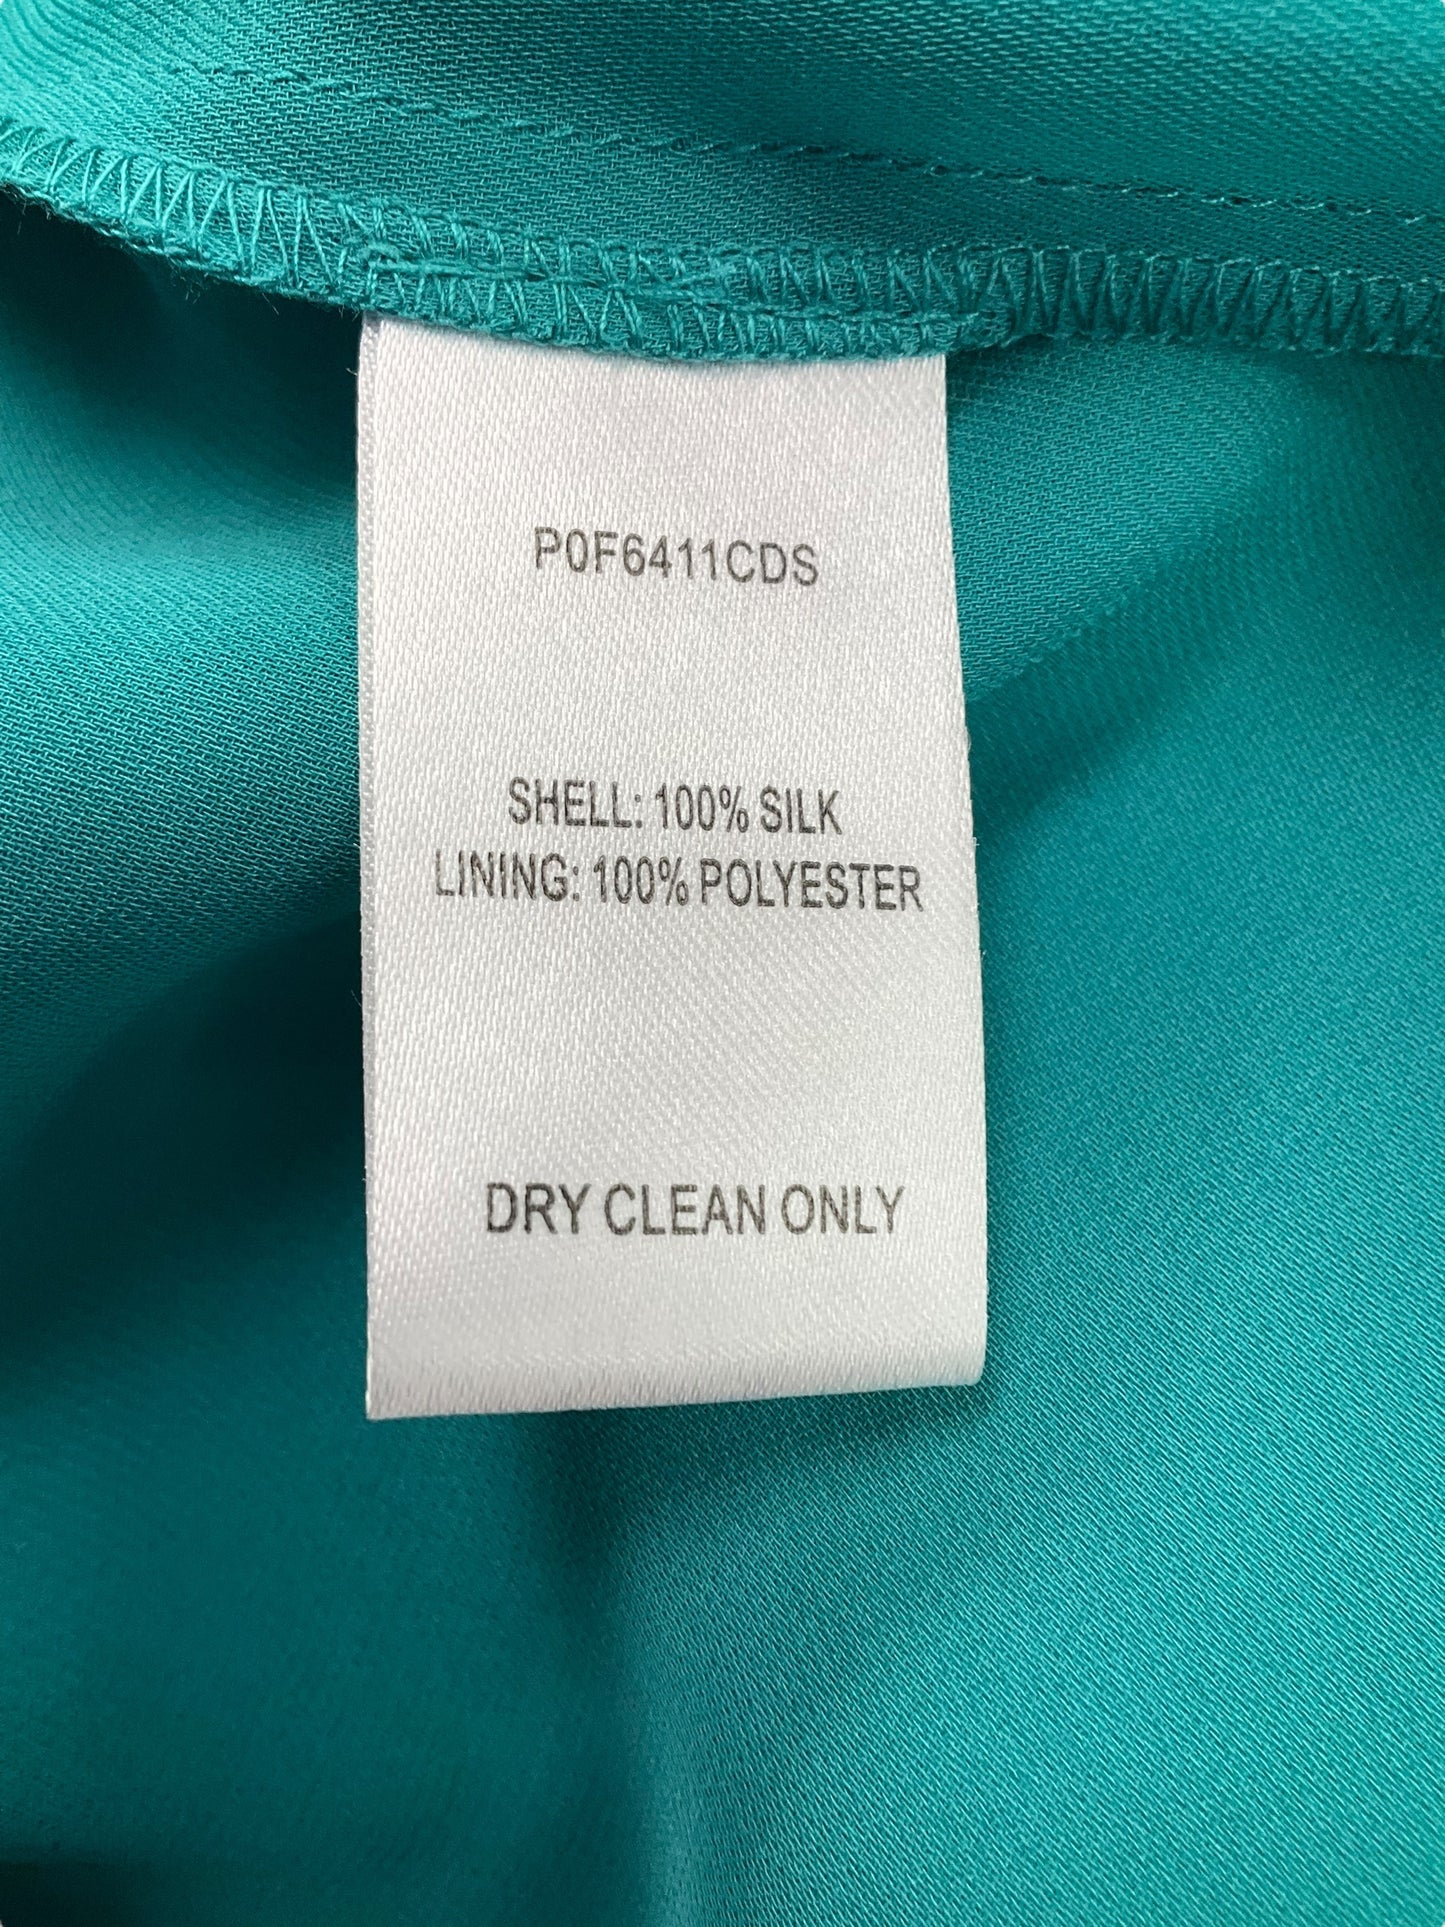 P0F6411CDS
SHELL: 100% SILK
LINING: 100% POLYESTER
DRY CLEAN ONLY